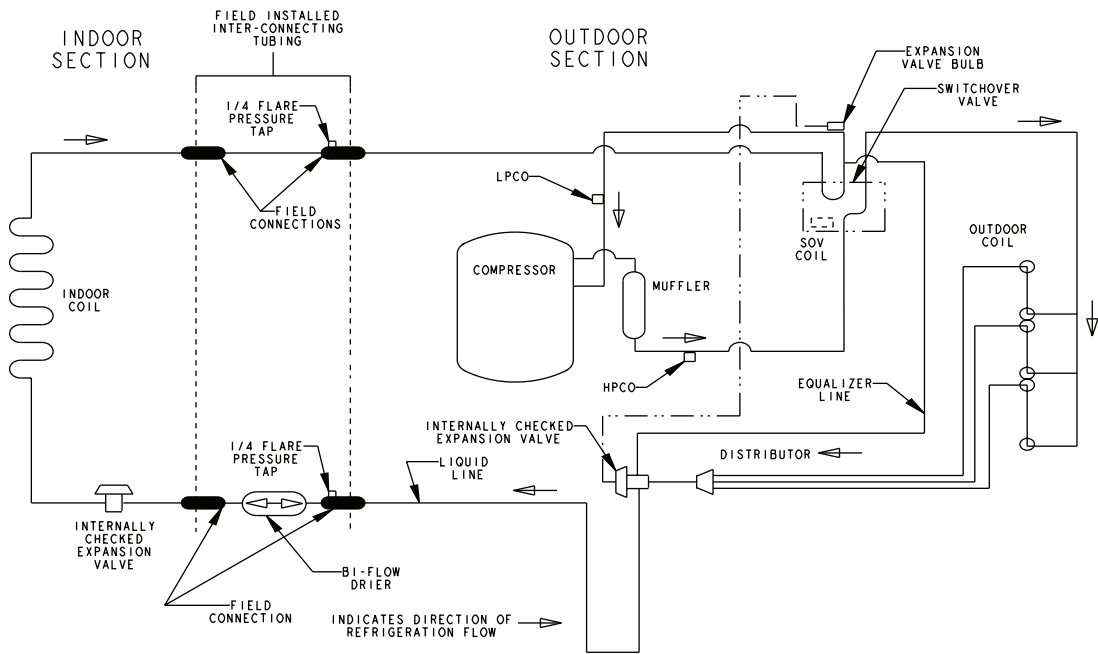 INDOOR
SECTION
FIELD INSTALLED
INTER-CONNECTING
TUBING
OUTDOOR
SECTION
EXPANSION
VALVE BULB
SWITCHOVER
VALVE
1/4 FLARE
PRESSURE
TAP
LPCO
FIELD
CONNECTIONS
SOV
COIL
OUTDOOR
COIL
COMPRESSOR
MUFFLER
INDOOR
COIL
HPCO
EQUALIZER
LINE
INTERNALLY CHECKED
EXPANSION VALVE
1/4 FLARE
PRESSURE
TAP
LIQUID
LINE
DISTRIBUTOR
INTERNALLY
CHECKED
EXPANSION
VALVE
BI-FLOW
DRIER
FIELD
CONNECTION
INDICATES DIRECTION OF
REFRIGERATION FLOW